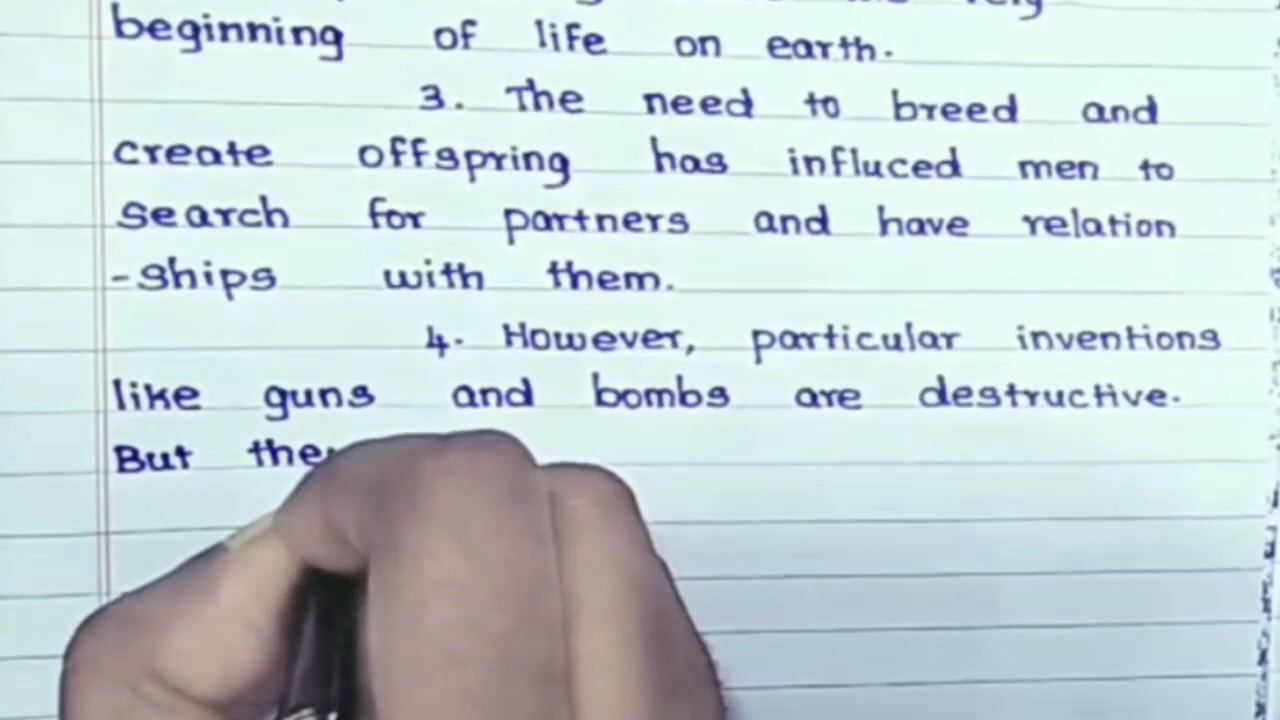 very
beginning of life on earth.
3. The need to breed and
create offspring has influced men to
search for partners and have relation
-ships with them.
4. However, particular inventions
like guns and bombs are destructive.
But the